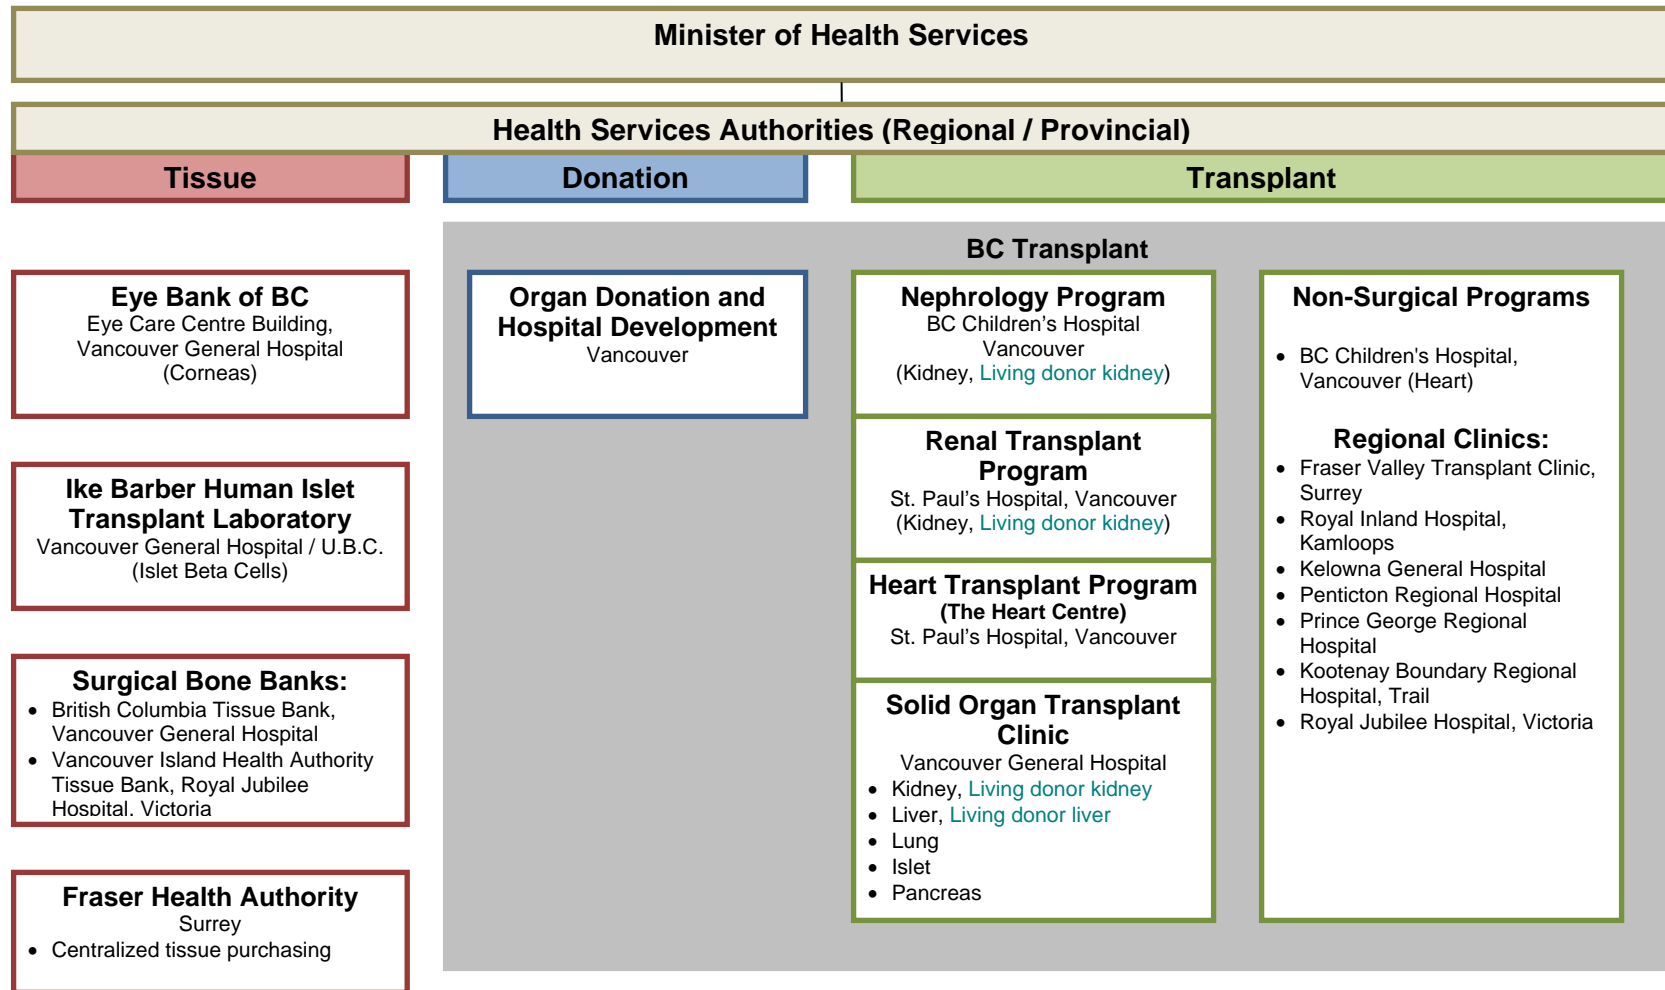 Minister of Health Services
Health Services Authorities (Regional / Provincial)
Tissue
Donation
Transplant
BC Transplant
Eye Bank of BC
Eye Care Centre Building,
Vancouver General Hospital
(Corneas)
Ike Barber Human Islet
Transplant Laboratory
Vancouver General Hospital / U.B.C.
(Islet Beta Cells)
Surgical Bone Banks:
• British Columbia Tissue Bank,
Vancouver General Hospital
• Vancouver Island Health Authority
Tissue Bank, Royal Jubilee
Hospital, Victoria
Fraser Health Authority
Surrey
• Centralized tissue purchasing
Organ Donation and
Hospital Development
Vancouver
Nephrology Program
BC Children’s Hospital
Vancouver
(Kidney, Living donor kidney)
Renal Transplant
Program
St. Paul’s Hospital, Vancouver
(Kidney, Living donor kidney)
Heart Transplant Program
(The Heart Centre)
St. Paul’s Hospital, Vancouver
Solid Organ Transplant
Clinic
Vancouver General Hospital
• Kidney, Living donor kidney
• Liver, Living donor liver
• Lung
• Islet
• Pancreas
Non-Surgical Programs
• BC Children's Hospital,
Vancouver (Heart)
Regional Clinics:
• Fraser Valley Transplant Clinic,
Surrey
• Royal Inland Hospital,
Kamloops
• Kelowna General Hospital
• Penticton Regional Hospital
• Prince George Regional
Hospital
• Kootenay Boundary Regional
Hospital, Trail
• Royal Jubilee Hospital, Victoria